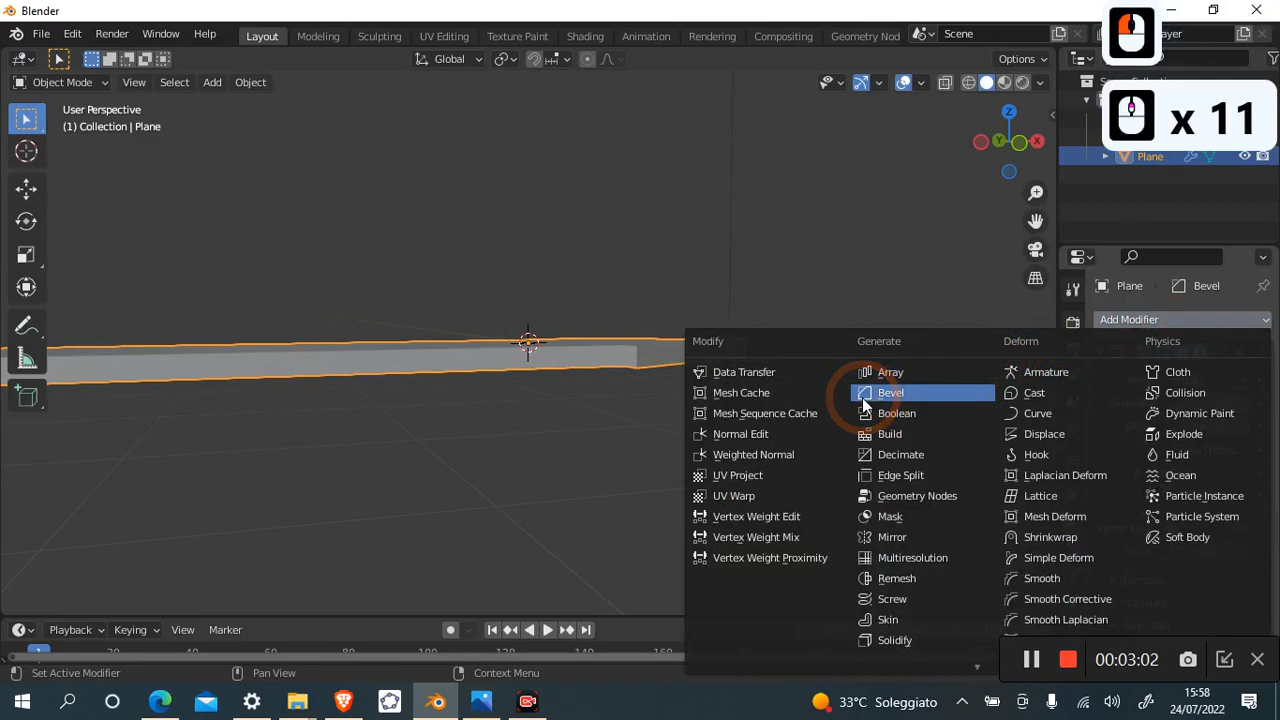 Blender
File Edit Render Window Help Layout Modeling Sculpting UV Editing Texture Paint Shading Animation Rendering Compositing Geometry Nod Scene ayer
Global Options
Object Mode View Select Add Object
x 11
User Perspective
(1) Collection | Plane
Z
Y X
Plane
Plane Bevel
Add Modifier
Modify Generate Deform Physics
Data Transfer Array Armature Cloth
Mesh Cache Bevel Cast Collision
Mesh Sequence Cache Boolean Curve Dynamic Paint
Normal Edit Build Displace Explode
Weighted Normal Decimate Hook Fluid
UV Project Edge Split Laplacian Deform Ocean
UV Warp Geometry Nodes Lattice Particle Instance
Vertex Weight Edit Mask Mesh Deform Particle System
Vertex Weight Mix Mirror Shrinkwrap Soft Body
Vertex Weight Proximity Multiresolution Simple Deform
Remesh Smooth
Screw Smooth Corrective
Skin Smooth Laplacian
Solidify
Playback Keying View Marker
00:03:02
Set Active Modifier Pan View Context Menu
33°C Soleggiato
15:58
24/07/2022